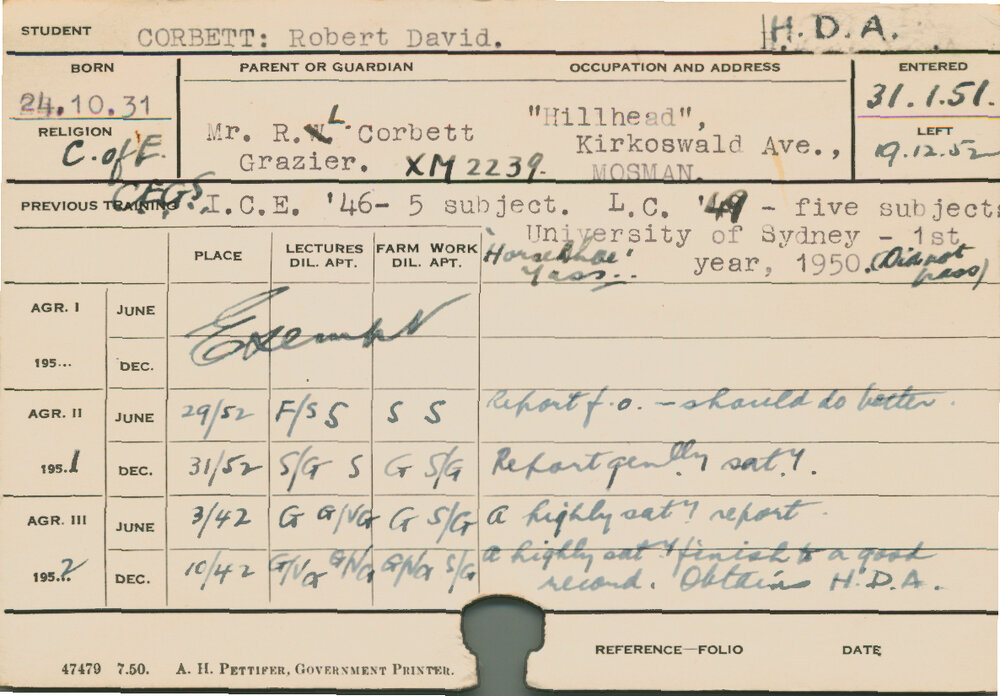 STUDENT CORBETT: Robert David. H. D. A.
BORN PARENT OR GUARDIAN OCCUPATION AND ADDRESS ENTERED
24.10.31 31.1.51.
RELIGION Mr. R.W L. Corbett "Hillhead", LEFT
C. of E. Grazier. XM 2239. Kirkoswald Ave., 19.12.52
MOSMAN.
PREVIOUS TRAINING C.E.G.S. I.C.E. '46- 5 subject. L.C. '49 - five subjects
University of Sydney - 1st
year, 1950. (Did not pass)
'Horseshoe'
Yass...
PLACE LECTURES DIL. APT. FARM WORK DIL. APT.
AGR. I JUNE Exempt
195... DEC.
AGR. II JUNE 29/52 F/S S S S Report f.o. - should do better.
1951 DEC. 31/52 S/G S G S/G Report genlly sat'y.
AGR. III JUNE 3/42 G G/VG G S/G A highly sat'y report.
195.2 DEC. 10/42 G/VG G/VG G/VG S/G A highly sat'y finish to a good
record. Obtains H.D.A.
REFERENCE—FOLIO DATE
47479 7.50. A. H. PETTIFER, GOVERNMENT PRINTER.